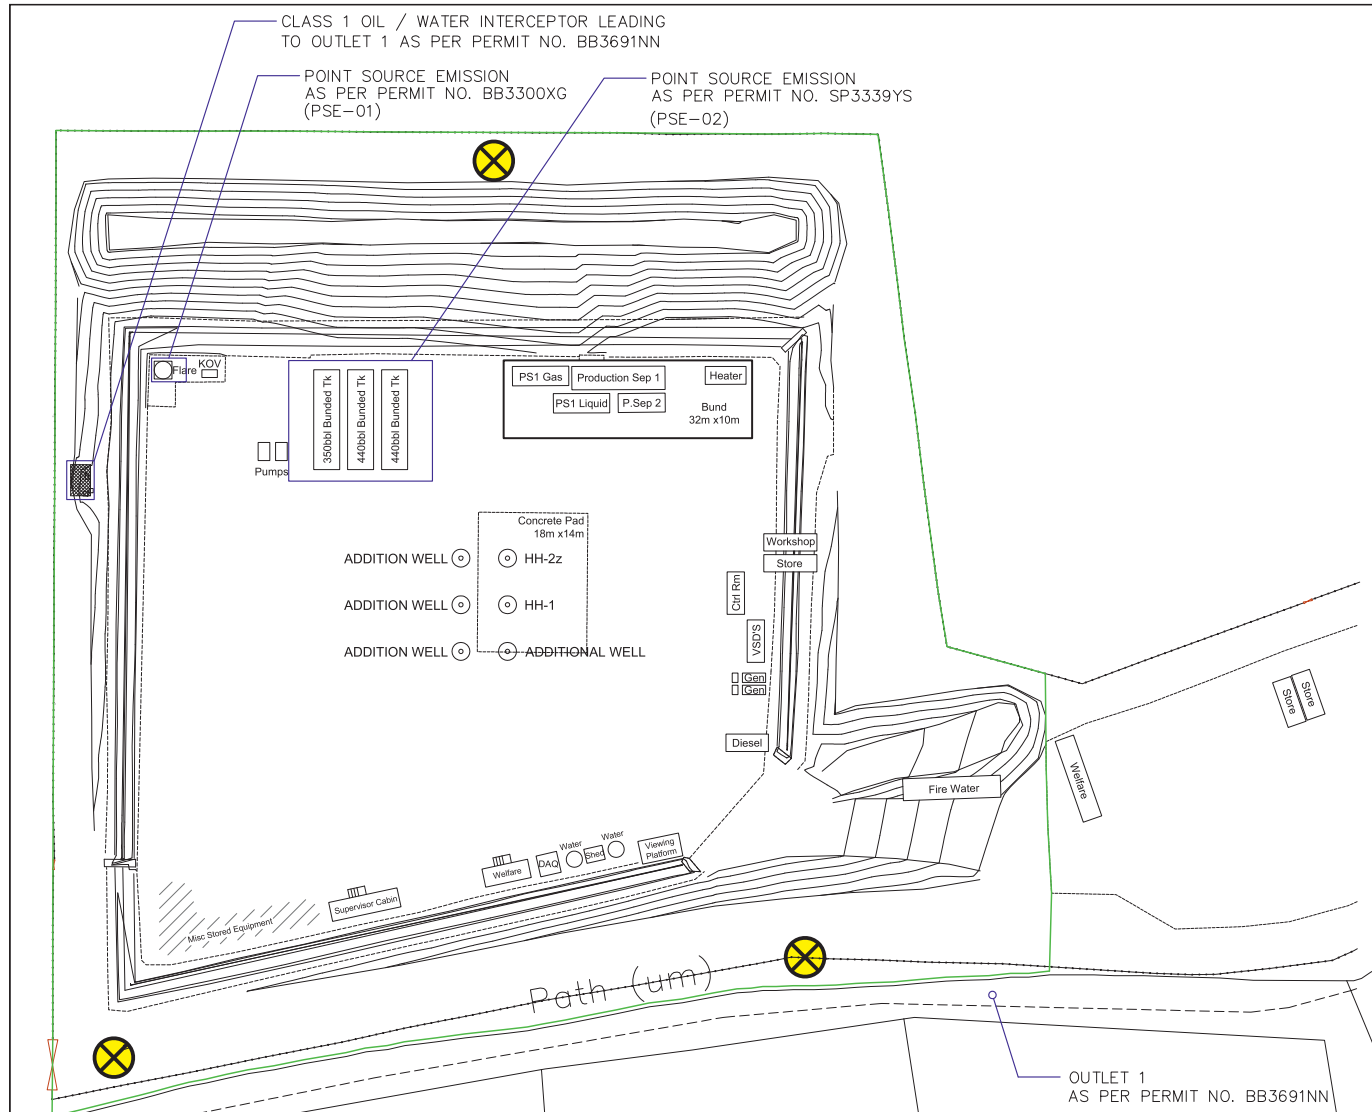 CLASS 1 OIL / WATER INTERCEPTOR LEADING
TO OUTLET 1 AS PER PERMIT NO. BB3691NN
POINT SOURCE EMISSION
AS PER PERMIT NO. BB3300XG
(PSE-01)
POINT SOURCE EMISSION
AS PER PERMIT NO. SP3339YS
(PSE-02)
Flare
KOV
350bbl Bunded Tk
440bbl Bunded Tk
440bbl Bunded Tk
Pumps
PS1 Gas
Production Sep 1
Heater
PS1 Liquid
P.Sep 2
Bund
32m x10m
Concrete Pad
18m x14m
ADDITION WELL
HH-2z
ADDITION WELL
HH-1
ADDITION WELL
ADDITIONAL WELL
Workshop
Store
Ctrl Rm
VSD'S
Gen
Gen
Diesel
Store
Store
Welfare
Fire Water
Water
Water
Viewing
Platform
Shed
DAQ
Welfare
Supervisor Cabin
Misc Stored Equipment
Path (um)
OUTLET 1
AS PER PERMIT NO. BB3691NN